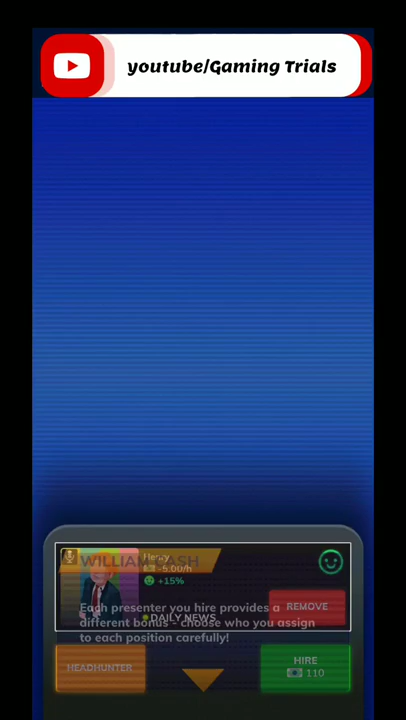 youtube/Gaming Trials
WILLIAM CASH
Henry
-5.00/h
+15%
Each presenter you hire provides a
different bonus - choose who you assign
to each position carefully!
DAILY NEWS
REMOVE
HEADHUNTER
HIRE
110